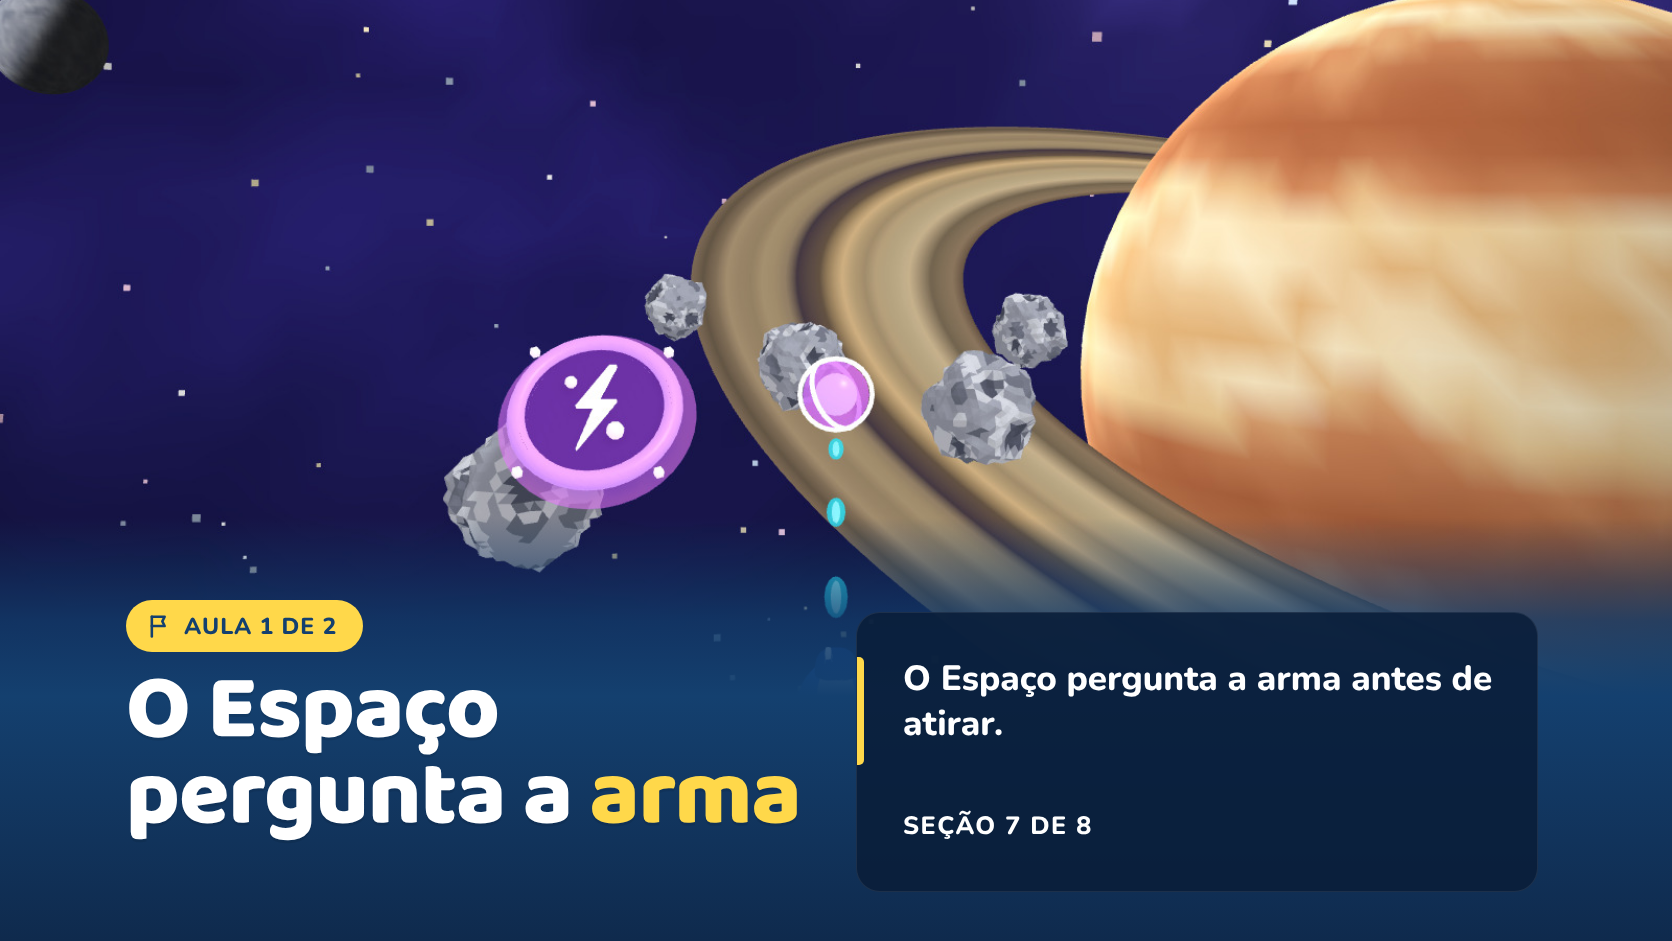 AULA 1 DE 2
O Espaço
pergunta a arma
O Espaço pergunta a arma antes de
atirar.
SEÇÃO 7 DE 8